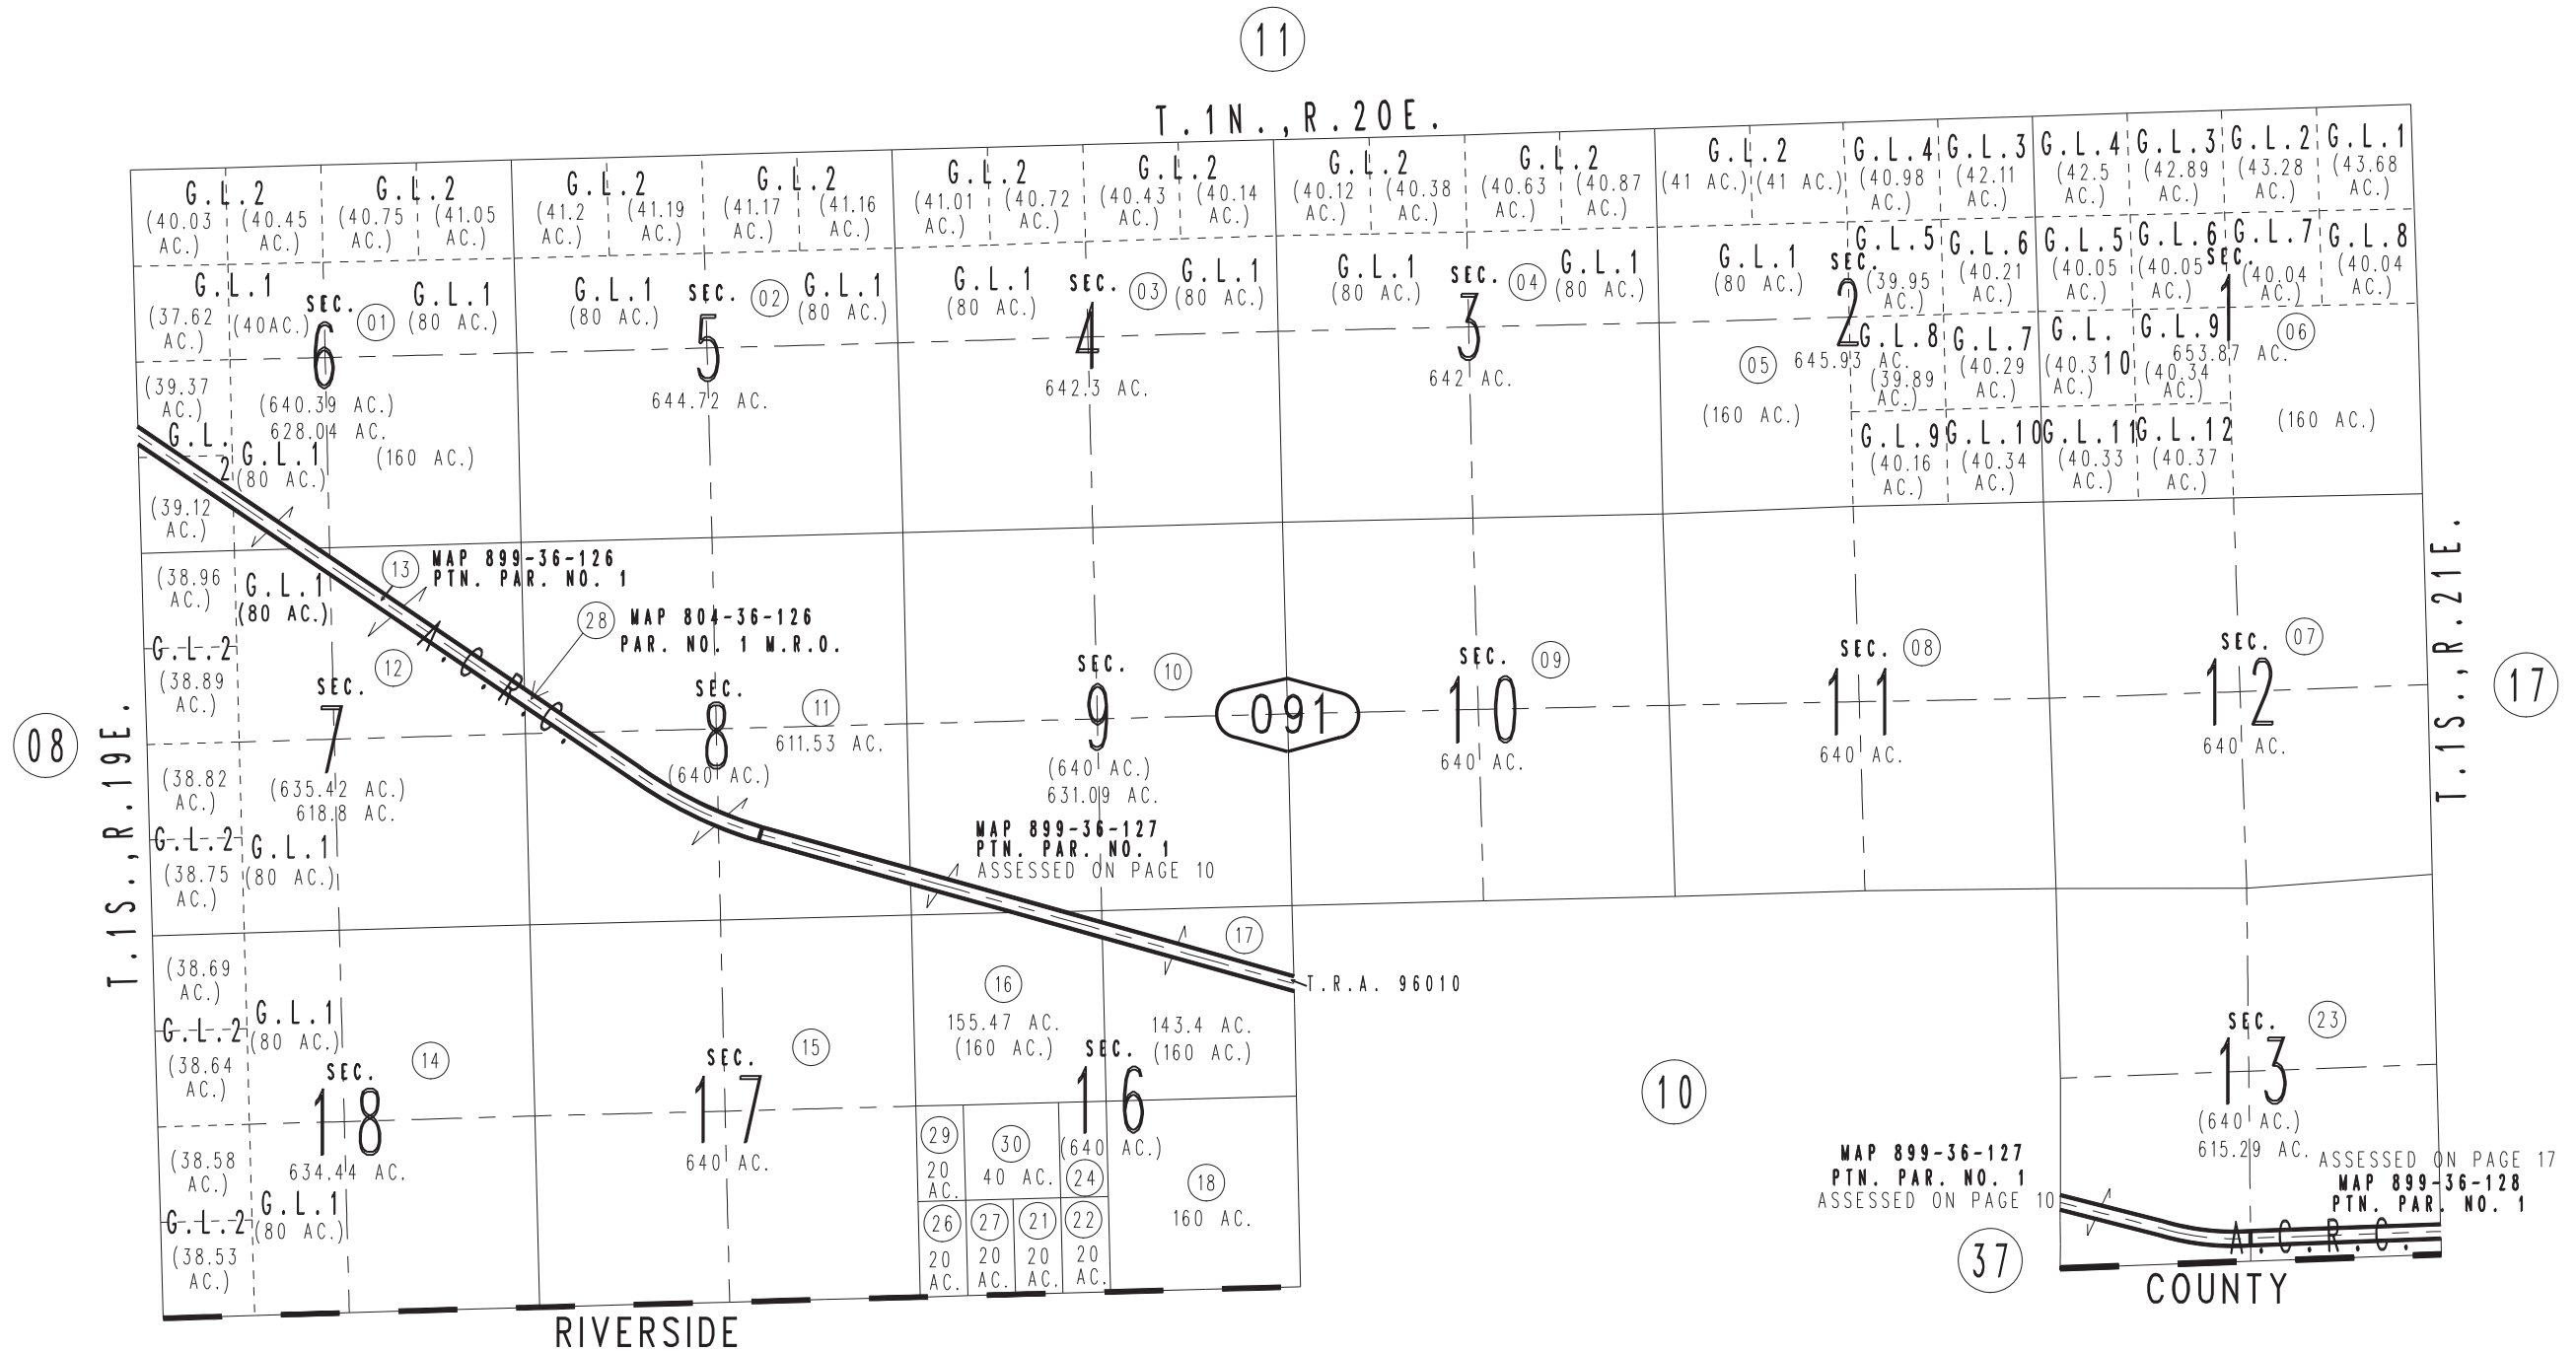 11
T.1N.,R.20E.
G.L.2
(40.03 AC.)
(40.45 AC.)
G.L.2
(40.75 AC.)
(41.05 AC.)
G.L.2
(41.2 AC.)
(41.19 AC.)
G.L.2
(41.17 AC.)
(41.16 AC.)
G.L.2
(41.01 AC.)
(40.72 AC.)
G.L.2
(40.43 AC.)
(40.14 AC.)
G.L.2
(40.12 AC.)
(40.38 AC.)
G.L.2
(40.63 AC.)
(40.87 AC.)
G.L.2
(41 AC.)
(41 AC.)
G.L.4
(40.98 AC.)
G.L.3
(42.11 AC.)
G.L.4
(42.5 AC.)
G.L.3
(42.89 AC.)
G.L.2
(43.28 AC.)
G.L.1
(43.68 AC.)
G.L.1
(37.62 AC.)
(40AC.)
SEC.
6
01
G.L.1
(80 AC.)
(39.37 AC.)
(640.39 AC.)
628.04 AC.
G.L.
2
G.L.1
(80 AC.)
(160 AC.)
(39.12 AC.)
G.L.1
(80 AC.)
SEC.
5
02
G.L.1
(80 AC.)
644.72 AC.
G.L.1
(80 AC.)
SEC.
4
03
G.L.1
(80 AC.)
642.3 AC.
G.L.1
(80 AC.)
SEC.
3
04
G.L.1
(80 AC.)
642 AC.
G.L.1
(80 AC.)
SEC.
2
05
645.93 AC.
(160 AC.)
G.L.5
(39.95 AC.)
G.L.6
(40.21 AC.)
G.L.8
(39.89 AC.)
G.L.7
(40.29 AC.)
G.L.9
(40.16 AC.)
G.L.10
(40.34 AC.)
G.L.5
(40.05 AC.)
G.L.6
(40.05 AC.)
SEC.
1
G.L.7
(40.04 AC.)
G.L.8
(40.04 AC.)
G.L.
10
(40.3 AC.)
G.L.9
(40.34 AC.)
653.87 AC.
06
G.L.11
(40.33 AC.)
G.L.12
(40.37 AC.)
(160 AC.)
T.1S.,R.19E.
08
T.1S.,R.21E.
17
(38.96 AC.)
G.L.1
(80 AC.)
G.L.2
(38.89 AC.)
13
MAP 899-36-126
PTN. PAR. NO. 1
28
MAP 804-36-126
PAR. NO. 1 M.R.O.
A.C.R.C.
12
SEC.
7
(635.42 AC.)
618.8 AC.
(38.82 AC.)
G.L.2
G.L.1
(80 AC.)
(38.75 AC.)
SEC.
8
11
611.53 AC.
(640 AC.)
SEC.
9
10
(640 AC.)
631.09 AC.
MAP 899-36-127
PTN. PAR. NO. 1
ASSESSED ON PAGE 10
091
SEC.
10
09
640 AC.
SEC.
11
08
640 AC.
SEC.
12
07
640 AC.
(38.69 AC.)
G.L.2
G.L.1
(80 AC.)
(38.64 AC.)
SEC.
18
14
634.44 AC.
(38.58 AC.)
G.L.2
G.L.1
(80 AC.)
(38.53 AC.)
SEC.
17
15
640 AC.
16
155.47 AC.
(160 AC.)
17
T.R.A. 96010
143.4 AC.
(160 AC.)
SEC.
16
(640 AC.)
29
20 AC.
30
40 AC.
24
26
20 AC.
27
20 AC.
21
20 AC.
22
20 AC.
18
160 AC.
10
SEC.
13
23
(640 AC.)
615.29 AC.
MAP 899-36-127
PTN. PAR. NO. 1
ASSESSED ON PAGE 10
ASSESSED ON PAGE 17
MAP 899-36-128
PTN. PAR. NO. 1
A.C.R.C.
37
RIVERSIDE
COUNTY